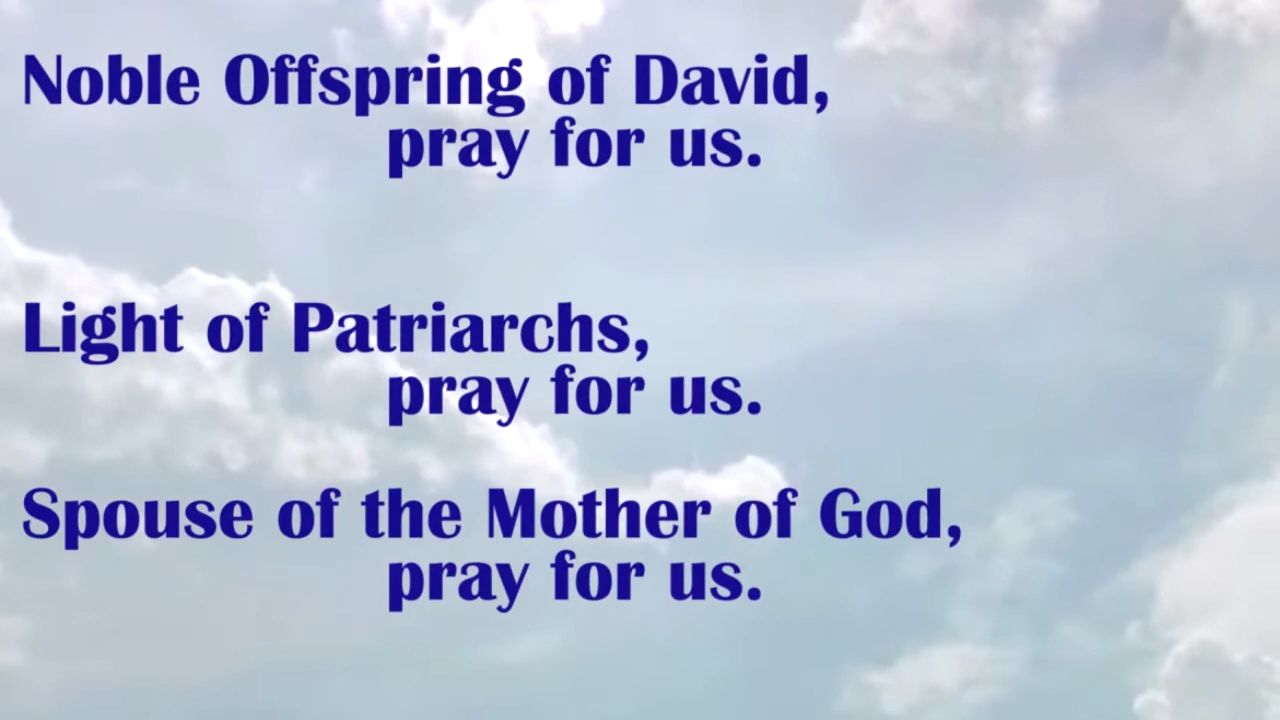 Noble Offspring of David,
pray for us.
Light of Patriarchs,
pray for us.
Spouse of the Mother of God,
pray for us.